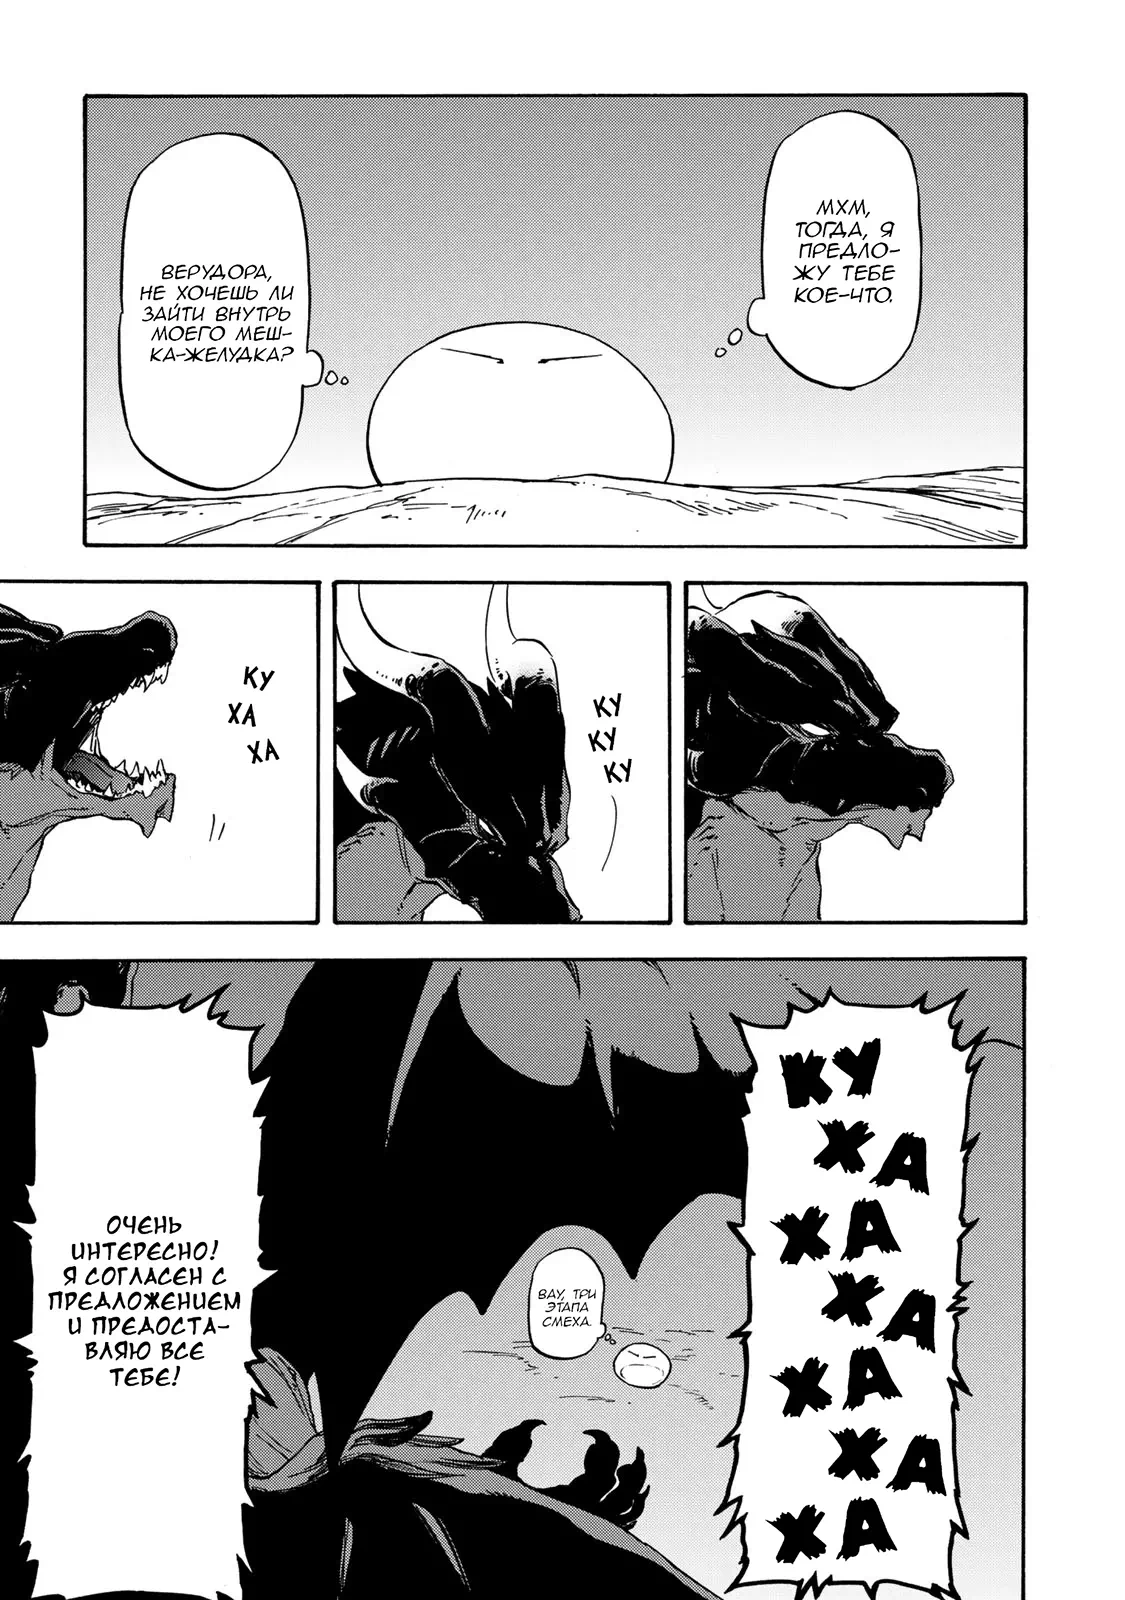 МХМ,
ТОГДА, Я
ПРЕДЛО-
ЖУ ТЕБЕ
КОЕ-ЧТО.
ВЕРУДОРА,
НЕ ХОЧЕШЬ ЛИ
ЗАЙТИ ВНУТРЬ
МОЕГО МЕШ-
КА-ЖЕЛУДКА?
КУ
КУ
КУ
КУ
ХА
ХА
КУ
ХА
ХА
ХА
ХА
ХА
ХА
ВАУ, ТРИ
ЭТАПА
СМЕХА.
ОЧЕНЬ
ИНТЕРЕСНО!
Я СОГЛАСЕН С
ПРЕДЛОЖЕНИЕМ
И ПРЕДОСТА-
ВЛЯЮ ВСЕ
ТЕБЕ!